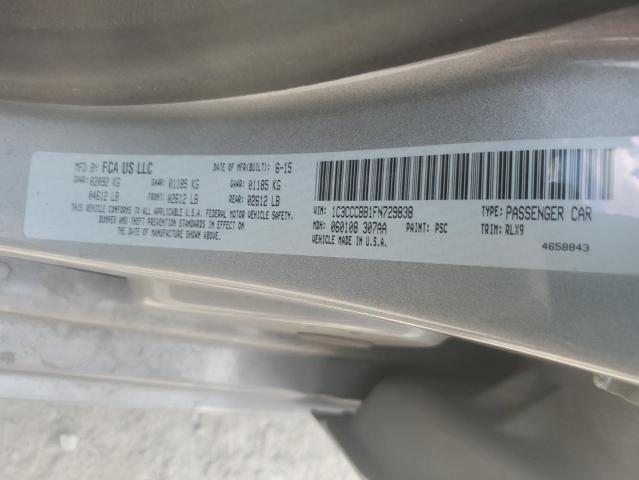 MFD BY FCA US LLC DATE OF MFR(BUILT): 6-15
GVWR: 02092 KG GAWR: 01185 KG GAWR: 01185 KG
04612 LB FRONT: 02612 LB REAR: 02612 LB
THIS VEHICLE CONFORMS TO ALL APPLICABLE U.S.A. FEDERAL MOTOR VEHICLE SAFETY,
BUMPER AND THEFT PREVENTION STANDARDS IN EFFECT ON
THE DATE OF MANUFACTURE SHOWN ABOVE.
VIN: 1C3CCCBB1FN729838 TYPE: PASSENGER CAR
MDH: 060108 307AA PAINT: PSC TRIM: RLX9
VEHICLE MADE IN U.S.A. 4658843